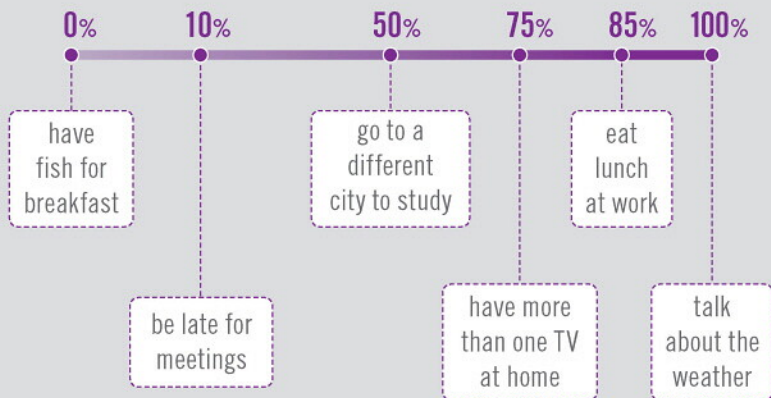 0% 10% 50% 75% 85% 100%
have
fish for
breakfast
be late for
meetings
go to a
different
city to study
have more
than one TV
at home
eat
lunch
at work
talk
about the
weather